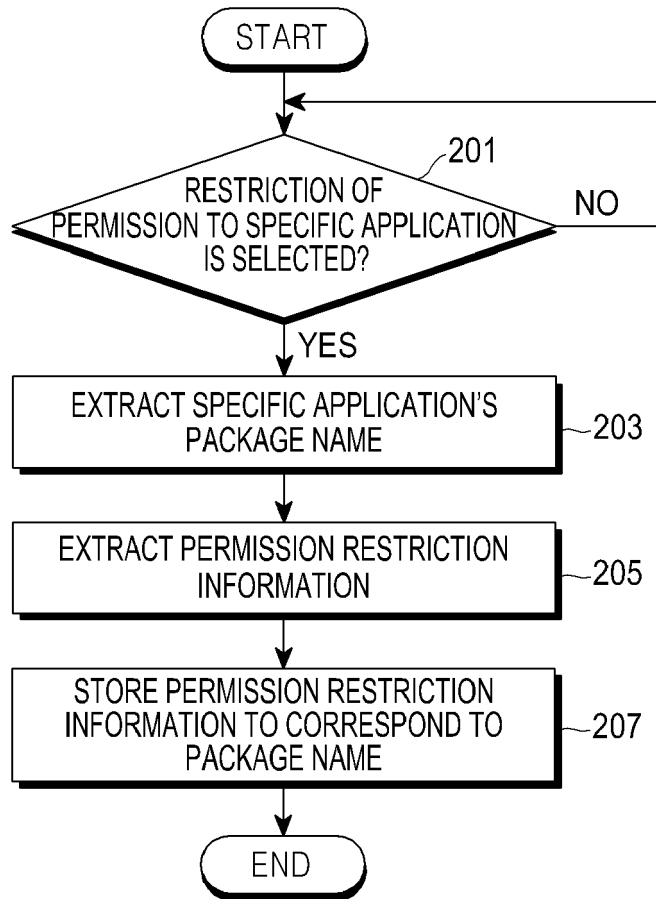 START
201
RESTRICTION OF
PERMISSION TO SPECIFIC APPLICATION
IS SELECTED?
NO
YES
EXTRACT SPECIFIC APPLICATION'S
PACKAGE NAME
203
EXTRACT PERMISSION RESTRICTION
INFORMATION
205
STORE PERMISSION RESTRICTION
INFORMATION TO CORRESPOND TO
PACKAGE NAME
207
END